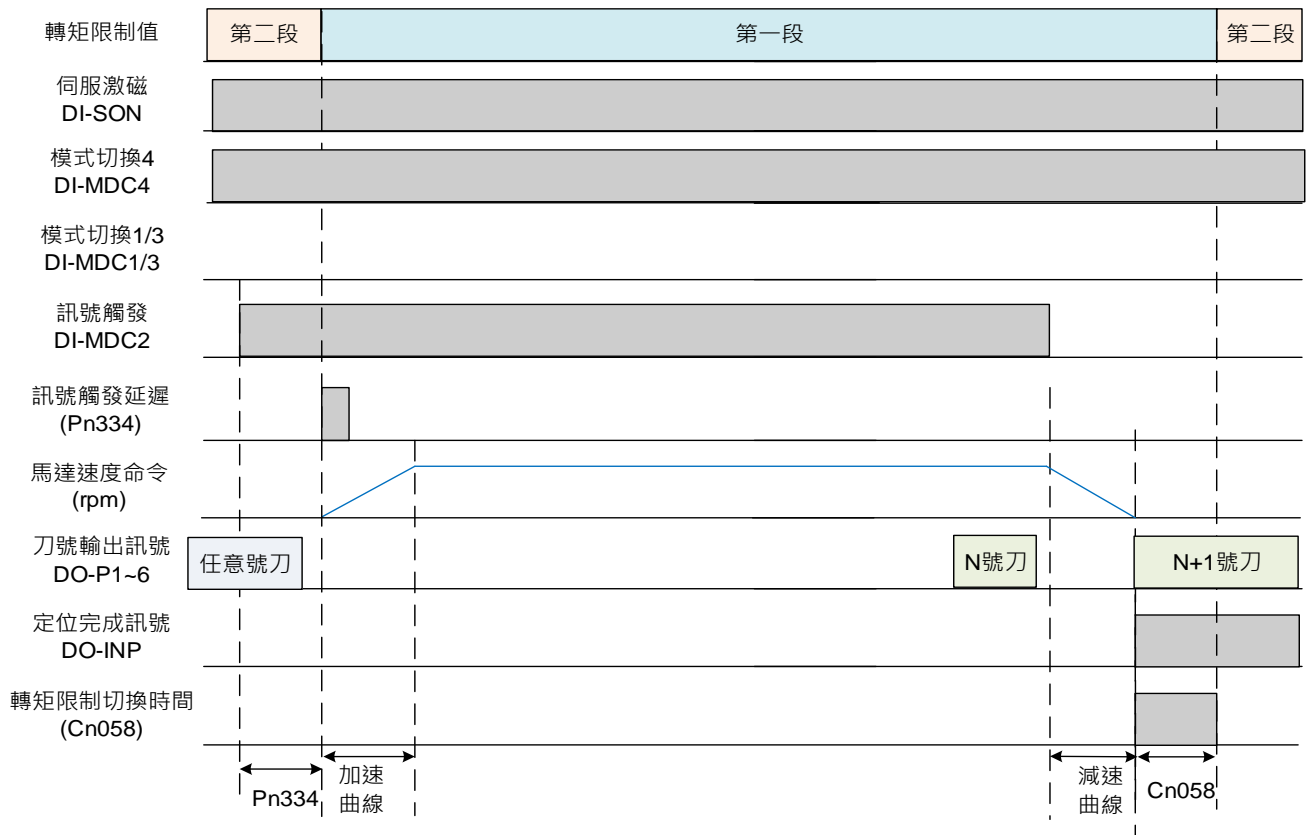 轉矩限制值
第二段
第一段
第二段
伺服激磁
DI-SON
模式切換4
DI-MDC4
模式切換1/3
DI-MDC1/3
訊號觸發
DI-MDC2
訊號觸發延遲
(Pn334)
馬達速度命令
(rpm)
刀號輸出訊號
DO-P1~6
任意號刀
N號刀
N+1號刀
定位完成訊號
DO-INP
轉矩限制切換時間
(Cn058)
Pn334
加速
曲線
減速
曲線
Cn058